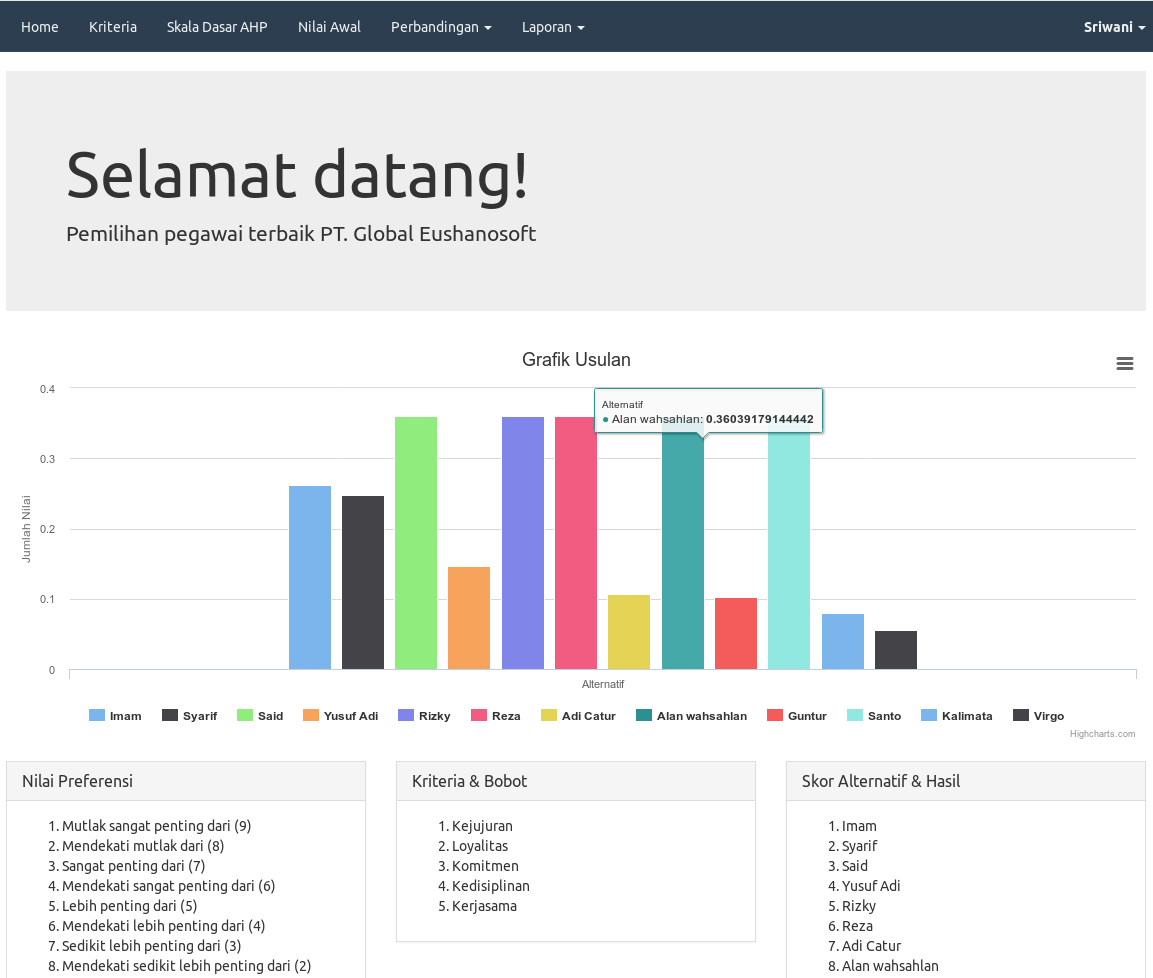 Home Kriteria Skala Dasar AHP Nilai Awal Perbandingan Laporan Sriwani
Selamat datang!
Pemilihan pegawai terbaik PT. Global Eushanosoft
Grafik Usulan
Jumlah Nilai
0.4
0.3
0.2
0.1
0
Alternatif
● Alan wahsahlan: 0.36039179144442
Alternatif
Imam Syarif Said Yusuf Adi Rizky Reza Adi Catur Alan wahsahlan Guntur Santo Kalimata Virgo
Highcharts.com
Nilai Preferensi
1. Mutlak sangat penting dari (9)
2. Mendekati mutlak dari (8)
3. Sangat penting dari (7)
4. Mendekati sangat penting dari (6)
5. Lebih penting dari (5)
6. Mendekati lebih penting dari (4)
7. Sedikit lebih penting dari (3)
8. Mendekati sedikit lebih penting dari (2)
Kriteria & Bobot
1. Kejujuran
2. Loyalitas
3. Komitmen
4. Kedisiplinan
5. Kerjasama
Skor Alternatif & Hasil
1. Imam
2. Syarif
3. Said
4. Yusuf Adi
5. Rizky
6. Reza
7. Adi Catur
8. Alan wahsahlan